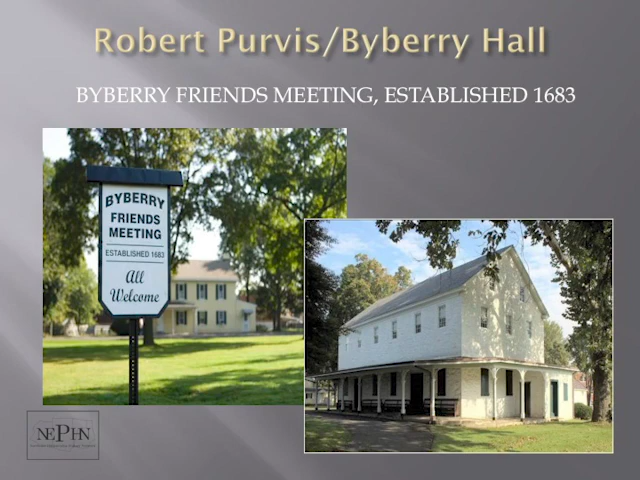 Robert Purvis/Byberry Hall
BYBERRY FRIENDS MEETING, ESTABLISHED 1683
BYBERRY
FRIENDS
MEETING
ESTABLISHED 1683
All
Welcome
NEPHN